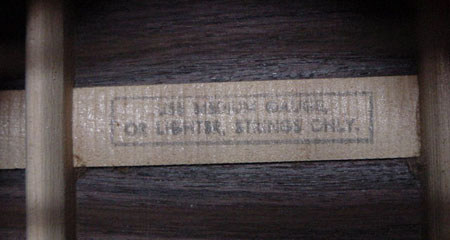 USE MEDIUM GAUGE,
OR LIGHTER, STRINGS ONLY.